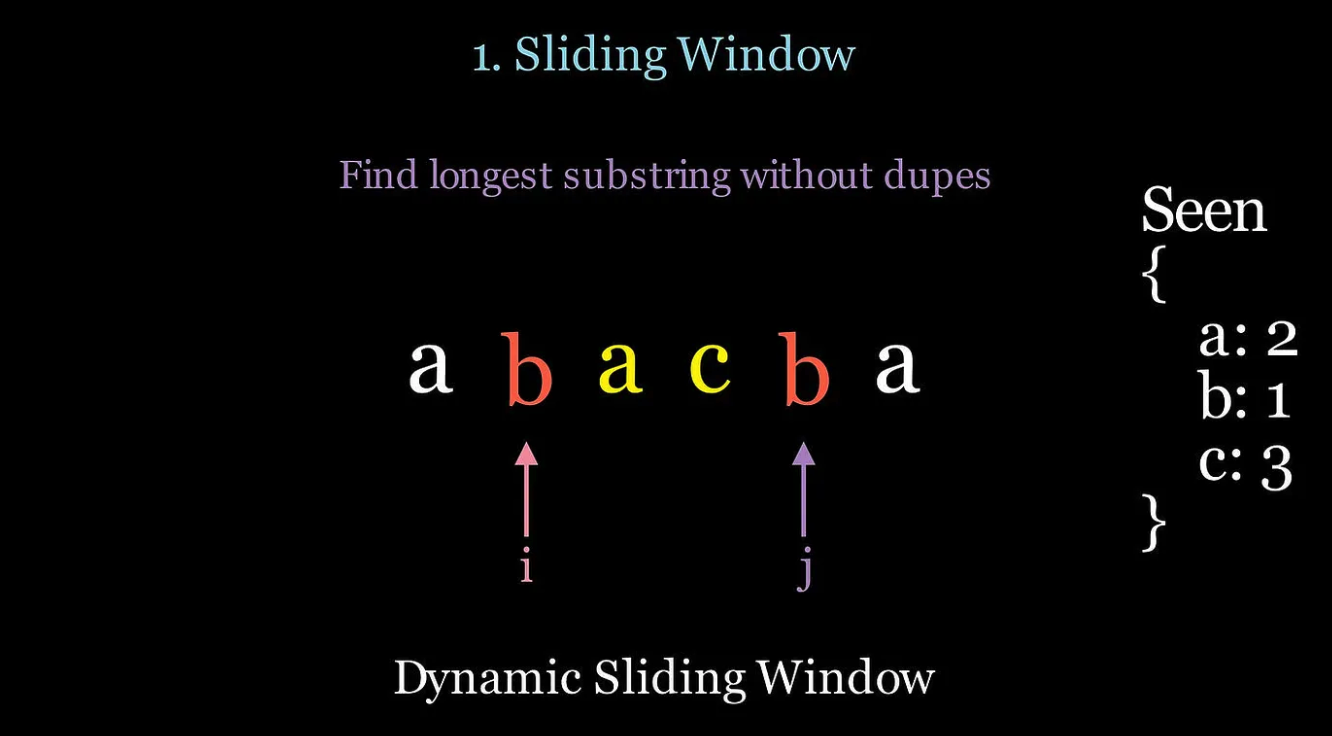 1. Sliding Window
Find longest substring without dupes
Seen
{
a: 2
b: 1
c: 3
}
a b a c b a
i j
Dynamic Sliding Window